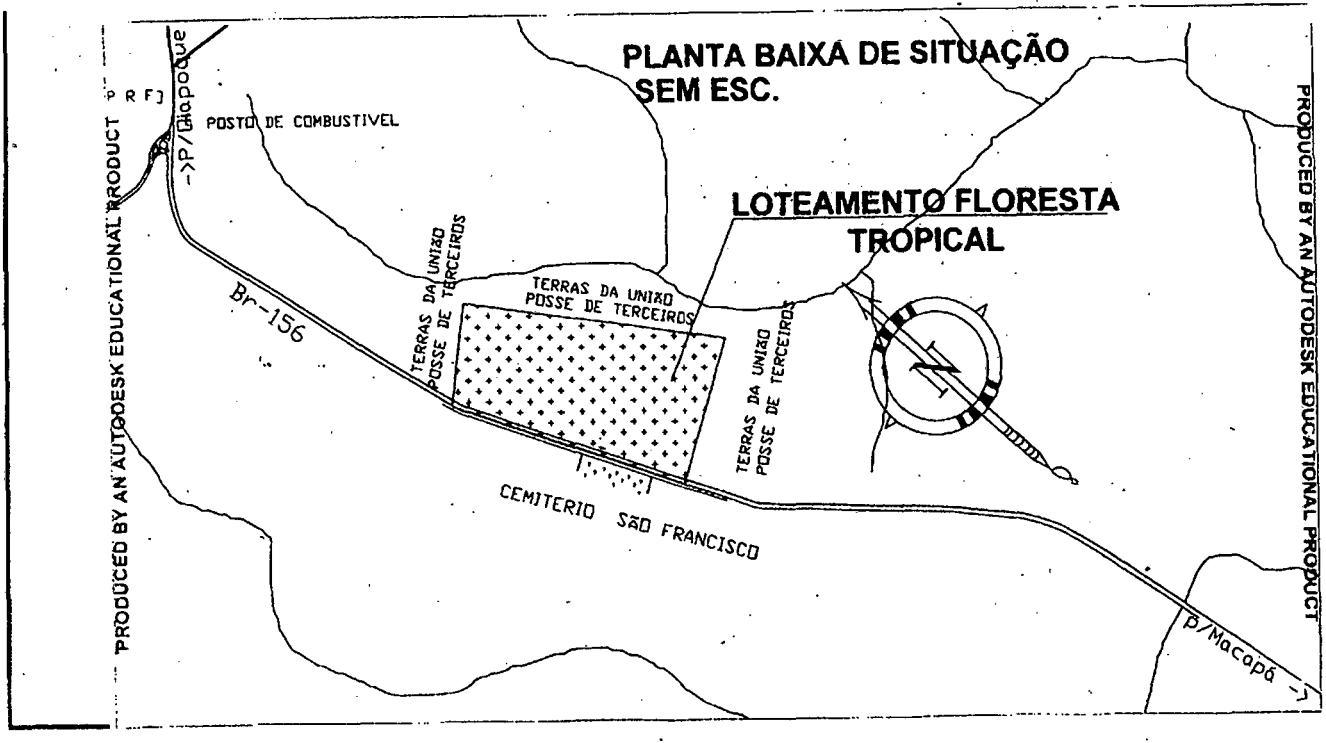 PLANTA BAIXA DE SITUAÇÃO
SEM ESC.
->p/Oiapoque
P R F]
POSTO DE COMBUSTIVEL
LOTEAMENTO FLORESTA
TROPICAL
TERRAS DA UNIÃO
POSSE DE TERCEIROS
TERRAS DA UNIÃO
POSSE DE TERCEIROS
TERRAS DA UNIÃO
POSSE DE TERCEIROS
Br-156
N
CEMITERIO SÃO FRANCISCO
p/Macapá ->
PRODUCED BY AN AUTODESK EDUCATIONAL PRODUCT
PRODUCED BY AN AUTODESK EDUCATIONAL PRODUCT